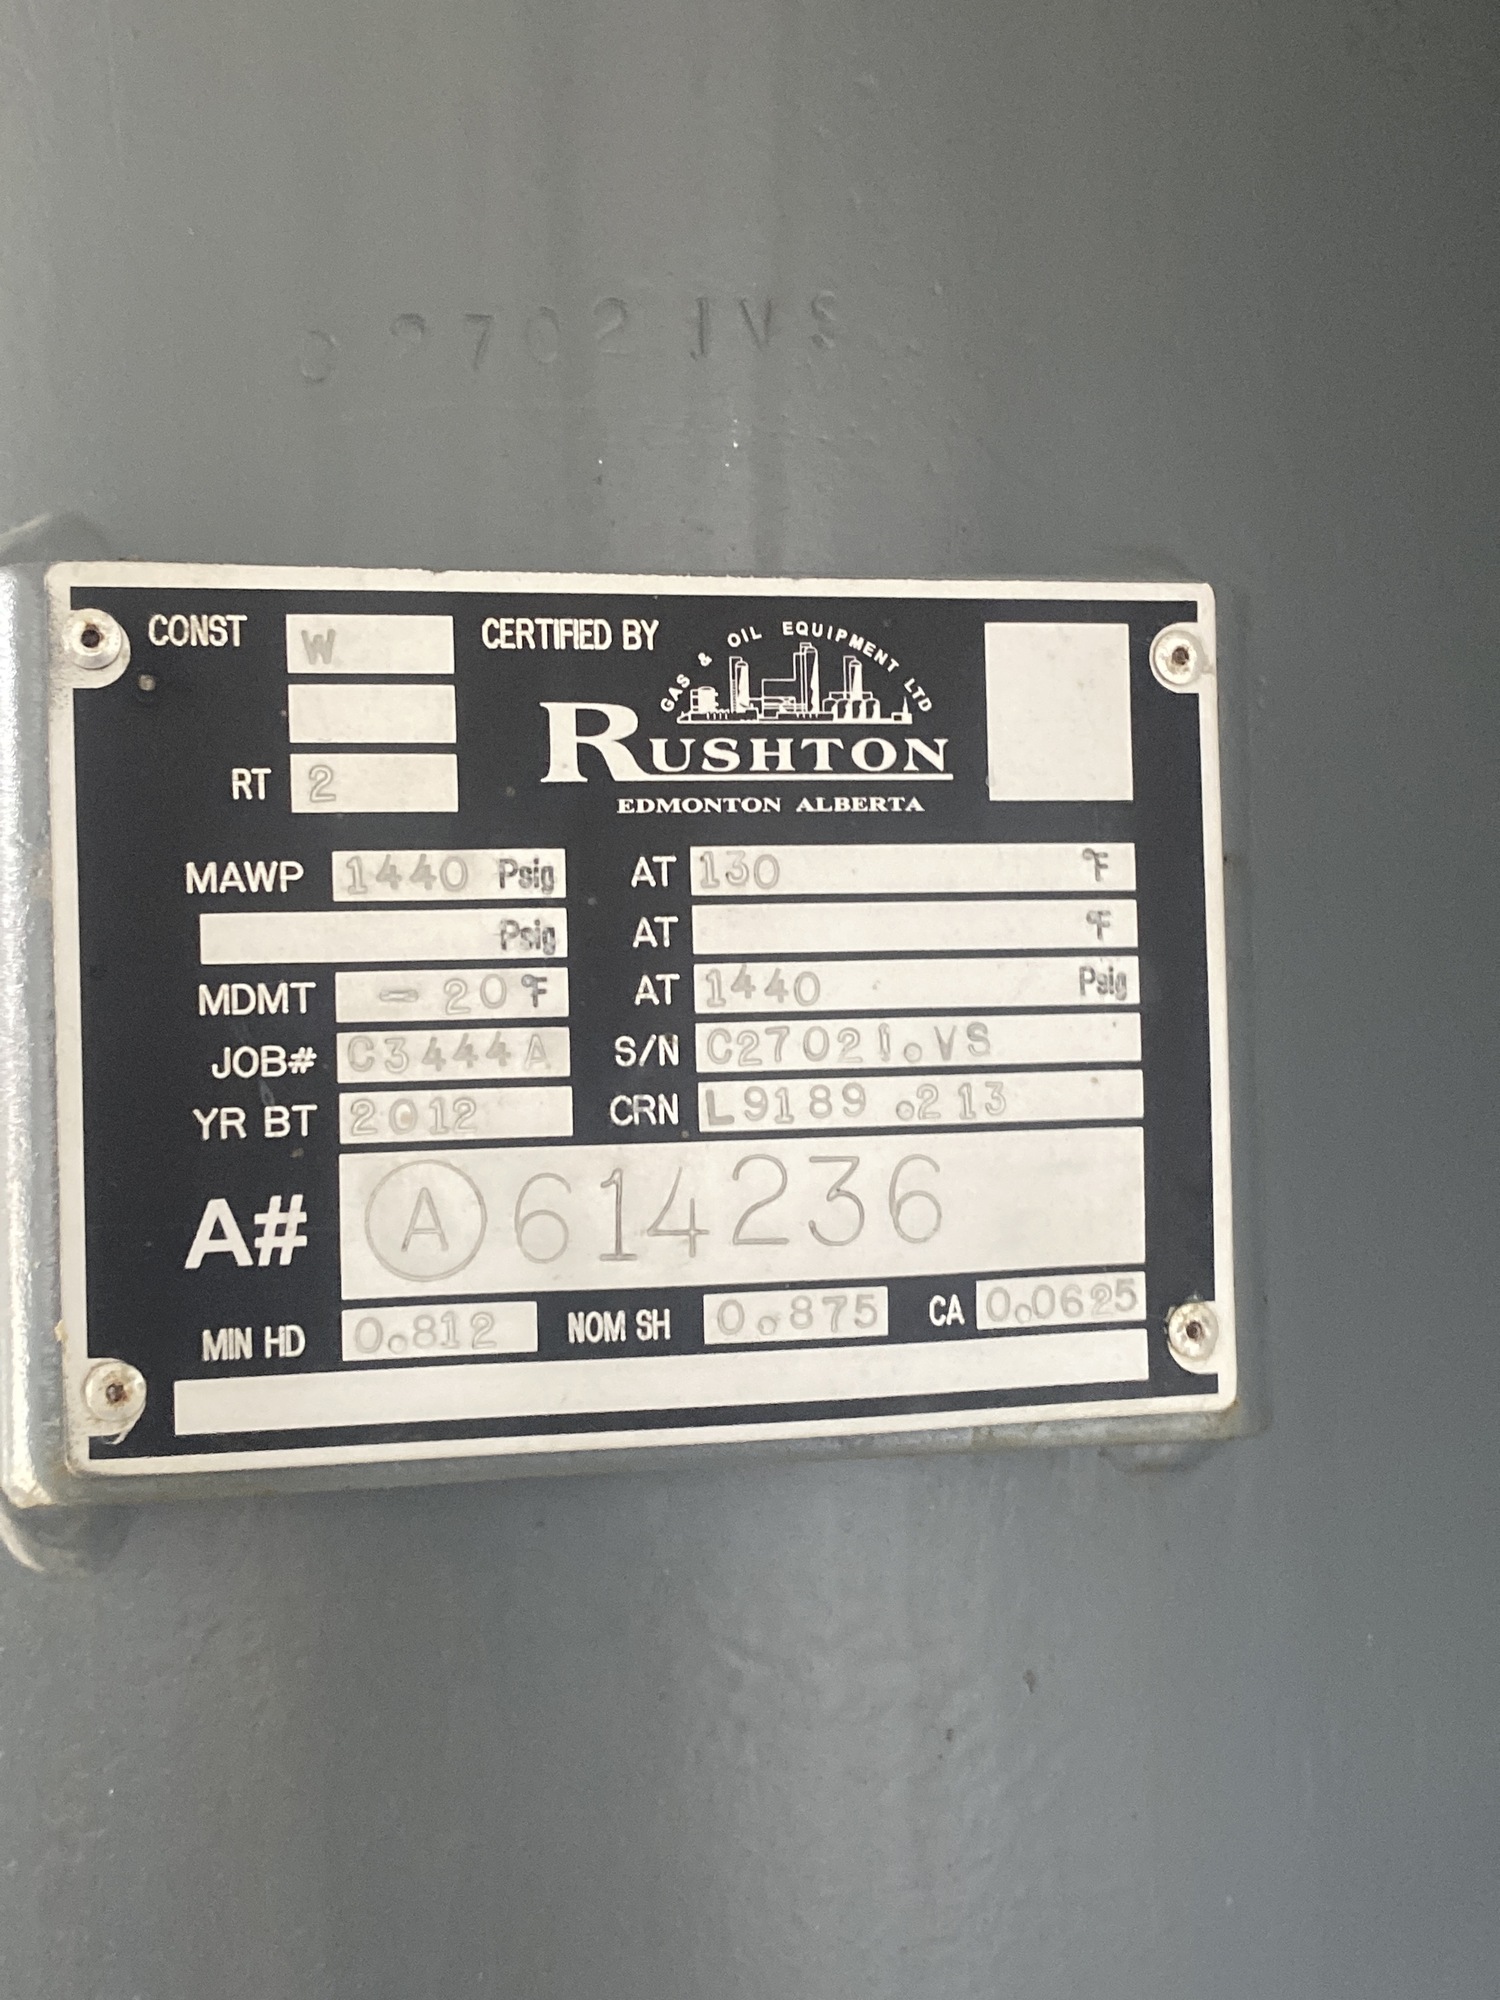 C27021VS
CONST W CERTIFIED BY GAS & OIL EQUIPMENT LTD
RUSHTON
RT 2
EDMONTON ALBERTA
MAWP 1440 Psig AT 130 °F
Psig AT °F
MDMT -20 °F AT 1440 Psig
JOB# C3444A S/N C27021.VS
YR BT 2012 CRN L9189.213
A# A 614236
MIN HD 0.812 NOM SH 0.875 CA 0.0625